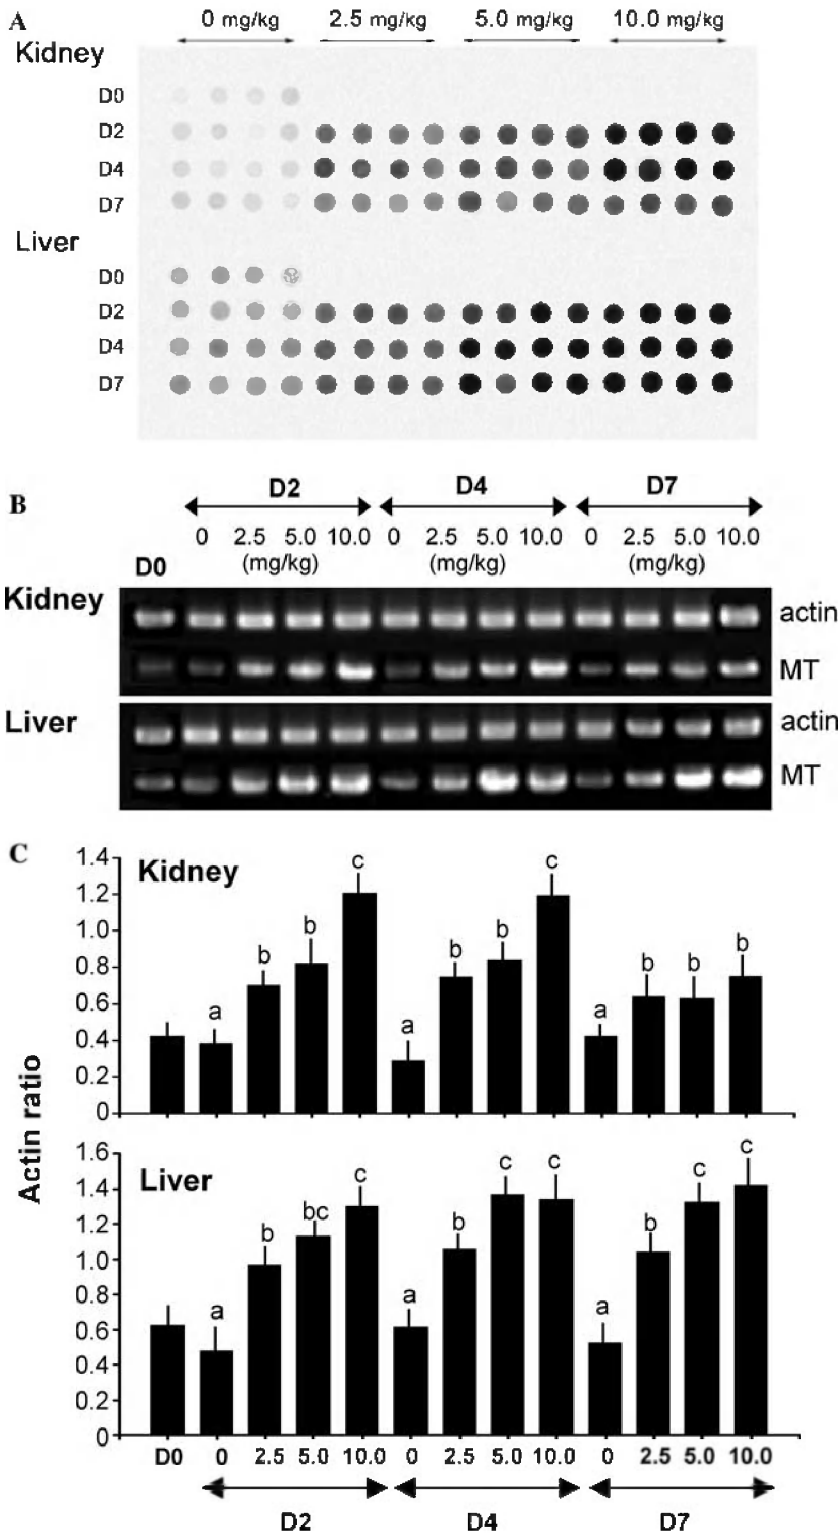 A
0 mg/kg 2.5 mg/kg 5.0 mg/kg 10.0 mg/kg
Kidney
D0
D2
D4
D7
Liver
D0
D2
D4
D7
B
D2 D4 D7
0 2.5 5.0 10.0 0 2.5 5.0 10.0 0 2.5 5.0 10.0
D0 (mg/kg) (mg/kg) (mg/kg)
Kidney actin
MT
Liver actin
MT
C
Kidney
1.4
1.2
1.0
0.8
0.6
0.4
0.2
0
a b b c a b b c a b b b
Actin ratio
Liver
1.6
1.4
1.2
1.0
0.8
0.6
0.4
0.2
0
a b bc c a b c c a b c c
D0 0 2.5 5.0 10.0 0 2.5 5.0 10.0 0 2.5 5.0 10.0
D2 D4 D7